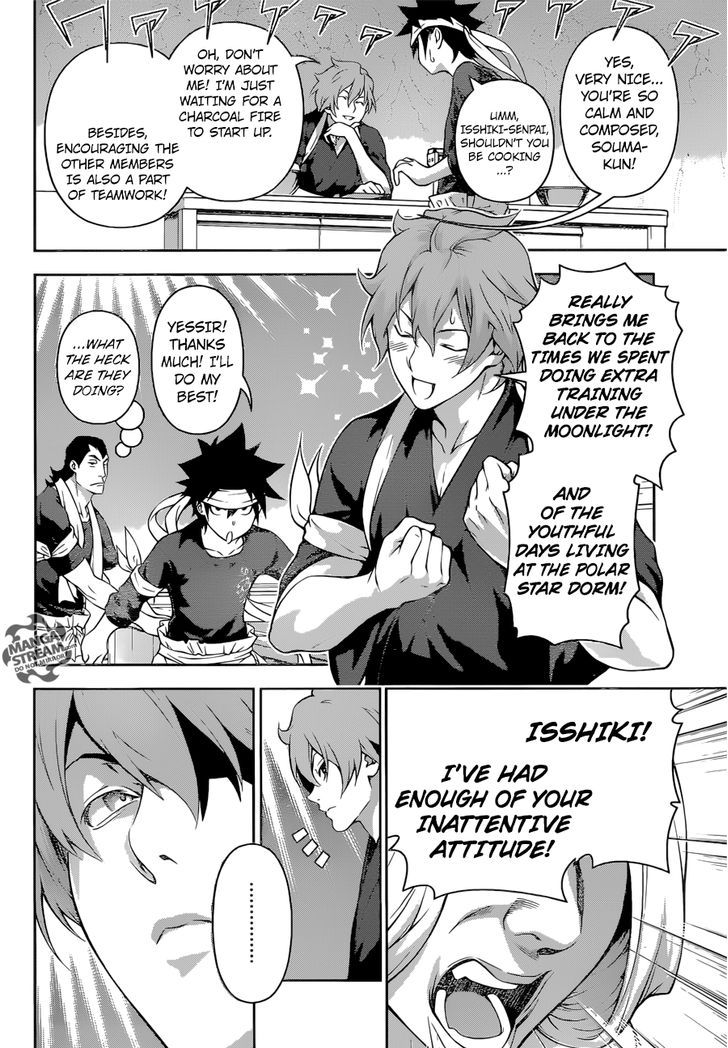 YES,
VERY NICE...
YOU'RE SO
CALM AND
COMPOSED,
SOUMA-
KUN!
UMM,
ISSHIKI-SENPAI,
SHOULDN'T YOU
BE COOKING
...?
OH, DON'T
WORRY ABOUT
ME! I'M JUST
WAITING FOR A
CHARCOAL FIRE
TO START UP.
BESIDES,
ENCOURAGING THE
OTHER MEMBERS
IS ALSO A PART
OF TEAMWORK!
REALLY
BRINGS ME
BACK TO THE
TIMES WE SPENT
DOING EXTRA
TRAINING
UNDER THE
MOONLIGHT!
AND
OF THE
YOUTHFUL
DAYS LIVING
AT THE POLAR
STAR DORM!
YESSIR!
THANKS
MUCH! I'LL
DO MY
BEST!
...WHAT
THE HECK
ARE THEY
DOING?
MANGA
STREAM
DO NOT MIRROR
ISSHIKI!
I'VE HAD
ENOUGH OF YOUR
INATTENTIVE
ATTITUDE!
..........